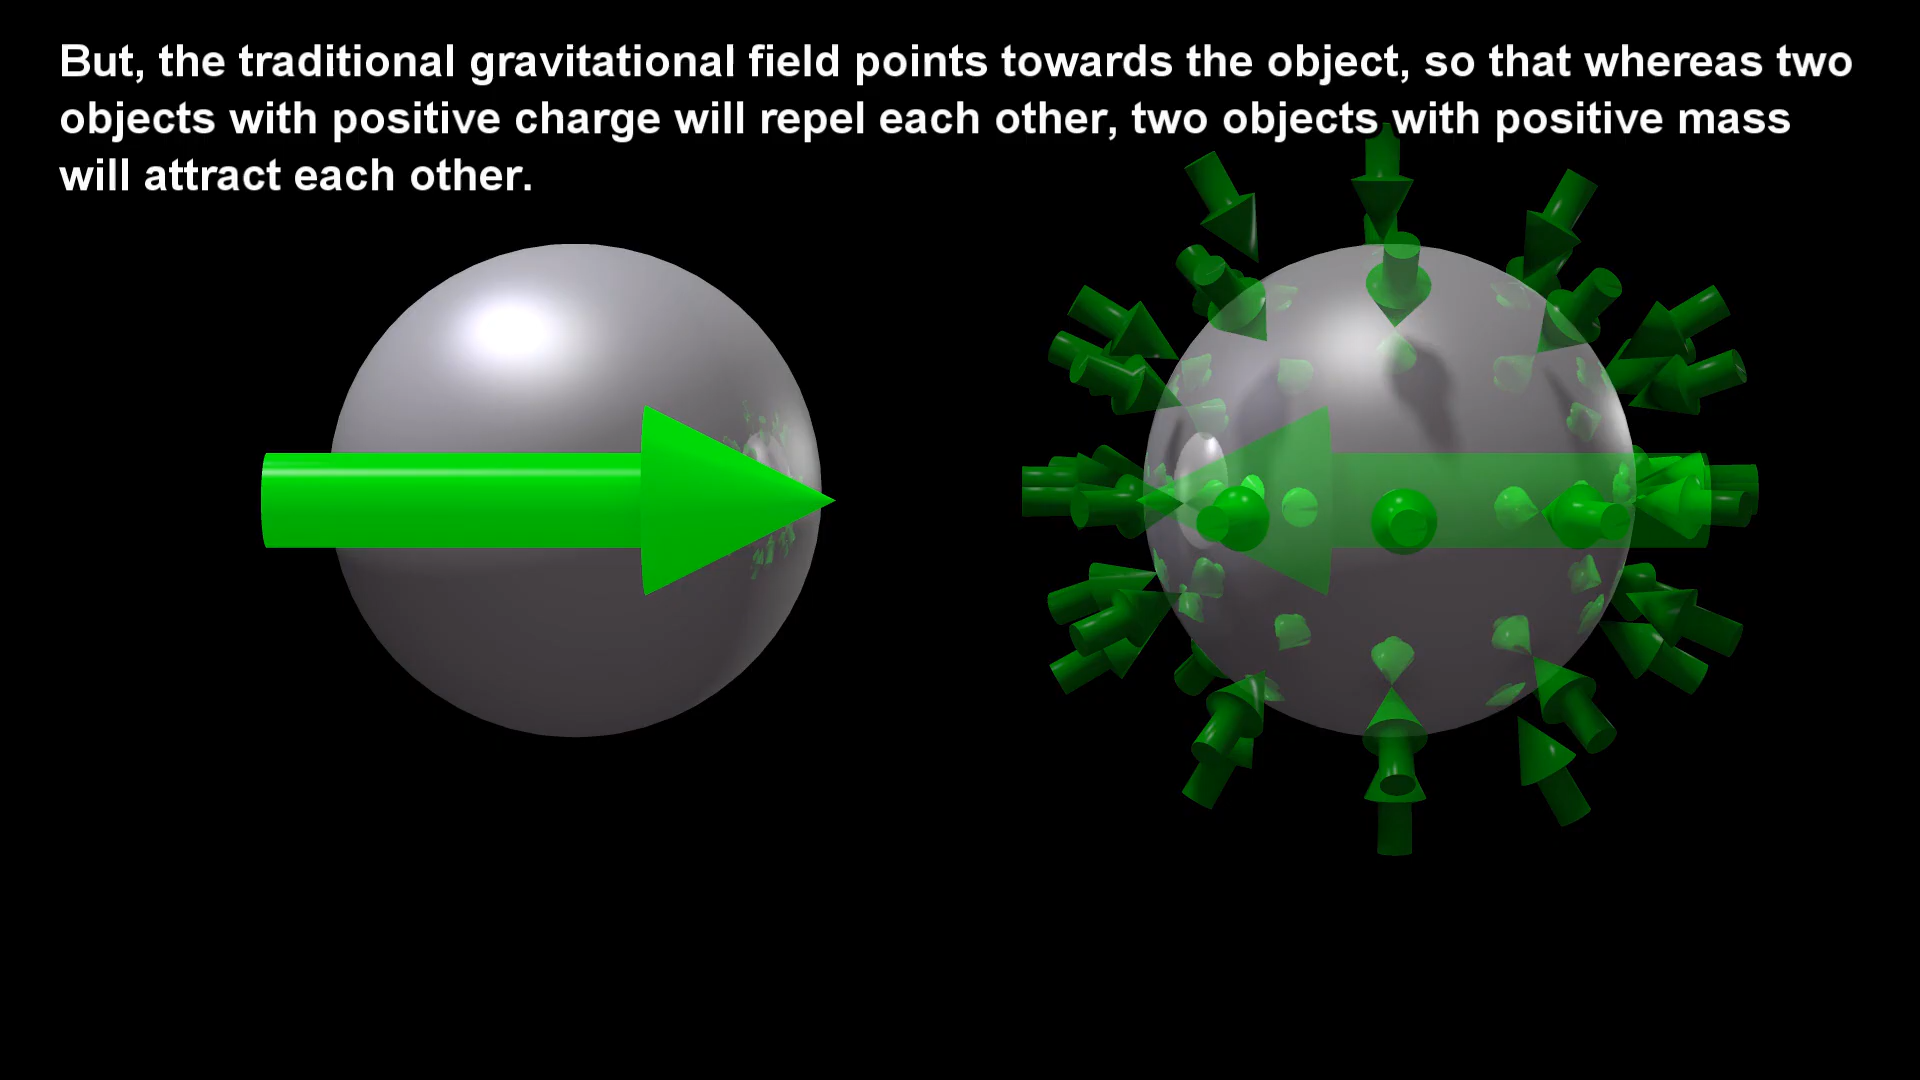 But, the traditional gravitational field points towards the object, so that whereas two
objects with positive charge will repel each other, two objects with positive mass
will attract each other.